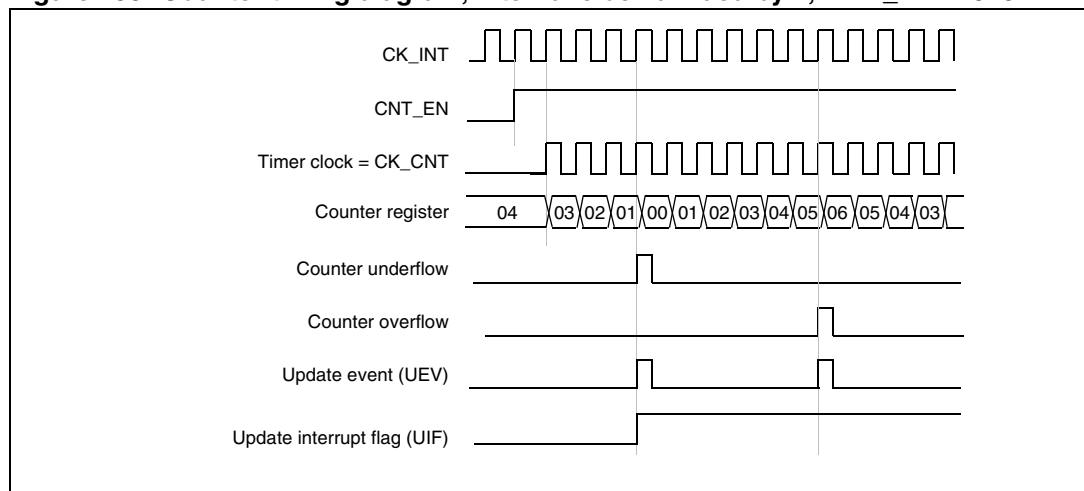 CK_INT
CNT_EN
Timer clock = CK_CNT
Counter register 04 03 02 01 00 01 02 03 04 05 06 05 04 03
Counter underflow
Counter overflow
Update event (UEV)
Update interrupt flag (UIF)